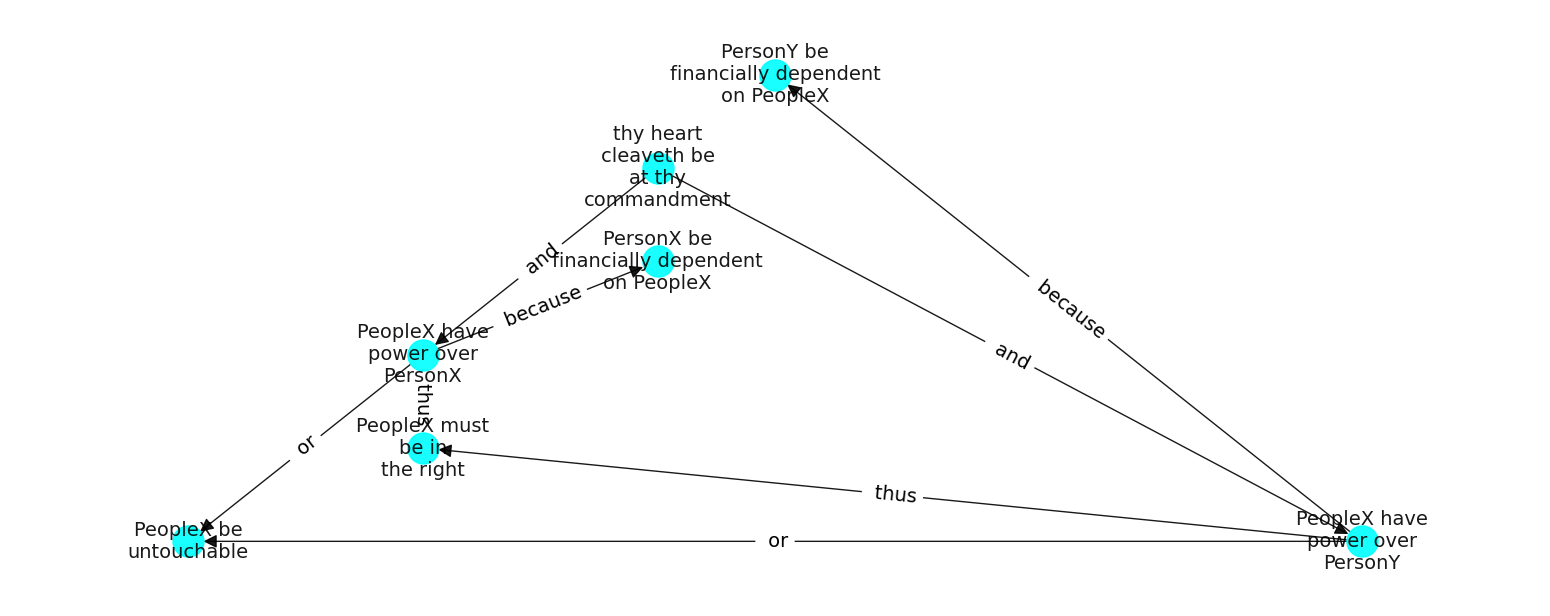 PersonY be
financially dependent
on PeopleX
thy heart
cleaveth be
at thy
commandment
and
PersonX be
financially dependent
on PeopleX
because
because
PeopleX have
power over
PersonX
and
thus
or
PeopleX must
be in
the right
thus
PeopleX be
untouchable
or
PeopleX have
power over
PersonY